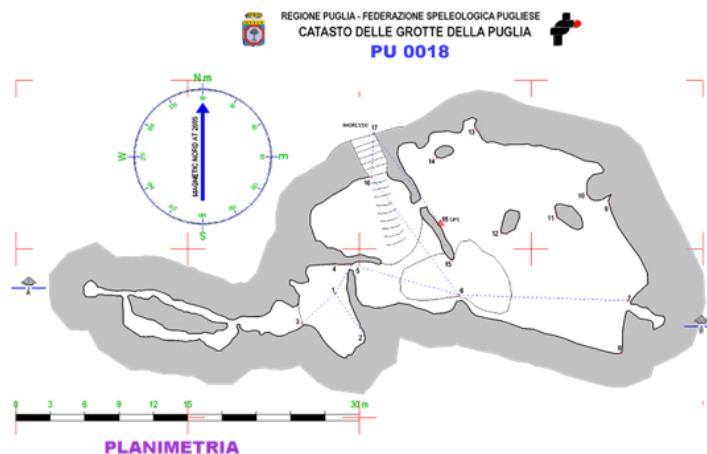 REGIONE PUGLIA - FEDERAZIONE SPELEOLOGICA PUGLIESE
CATASTO DELLE GROTTE DELLA PUGLIA
PU 0018
N.m
MAGNETIC NORD AT 2005
W
m
S
INGRESSO
17
13
14
16
10
9
18 GPS
11
12
15
4
5
1
6
7
3
2
8
A
B
0 3 6 9 12 15 30 m
PLANIMETRIA